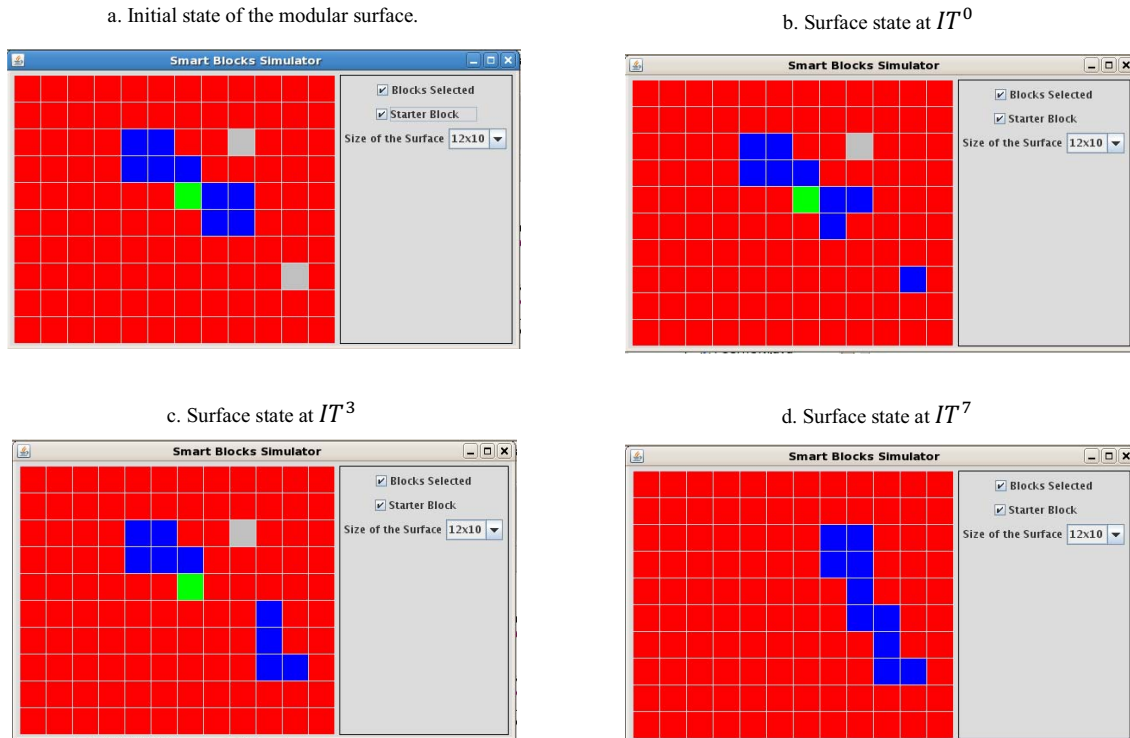 a. Initial state of the modular surface.
b. Surface state at IT⁰
Smart Blocks Simulator
Blocks Selected
Starter Block
Size of the Surface 12x10
Smart Blocks Simulator
Blocks Selected
Starter Block
Size of the Surface 12x10
c. Surface state at IT³
d. Surface state at IT⁷
Smart Blocks Simulator
Blocks Selected
Starter Block
Size of the Surface 12x10
Smart Blocks Simulator
Blocks Selected
Starter Block
Size of the Surface 12x10